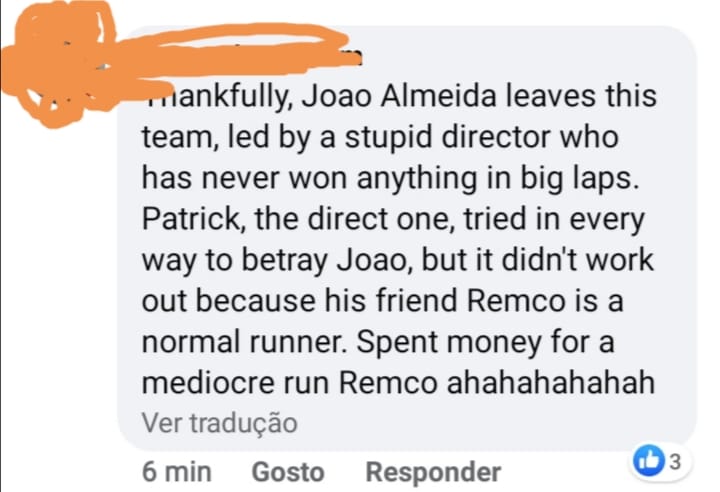 Thankfully, Joao Almeida leaves this
team, led by a stupid director who
has never won anything in big laps.
Patrick, the direct one, tried in every
way to betray Joao, but it didn't work
out because his friend Remco is a
normal runner. Spent money for a
mediocre run Remco ahahahahahah
Ver tradução
6 min Gosto Responder 3